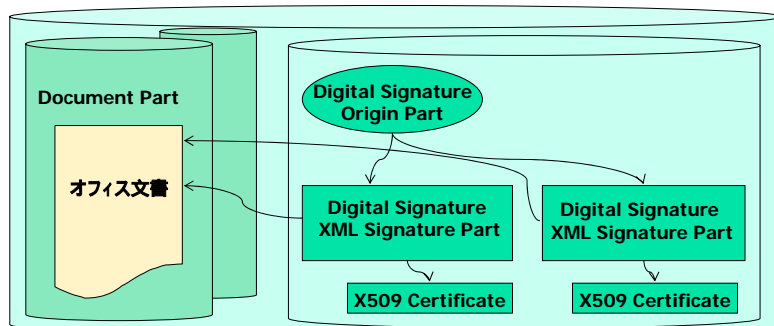 Document Part
オフィス文書
Digital Signature
Origin Part
Digital Signature
XML Signature Part
X509 Certificate
Digital Signature
XML Signature Part
X509 Certificate